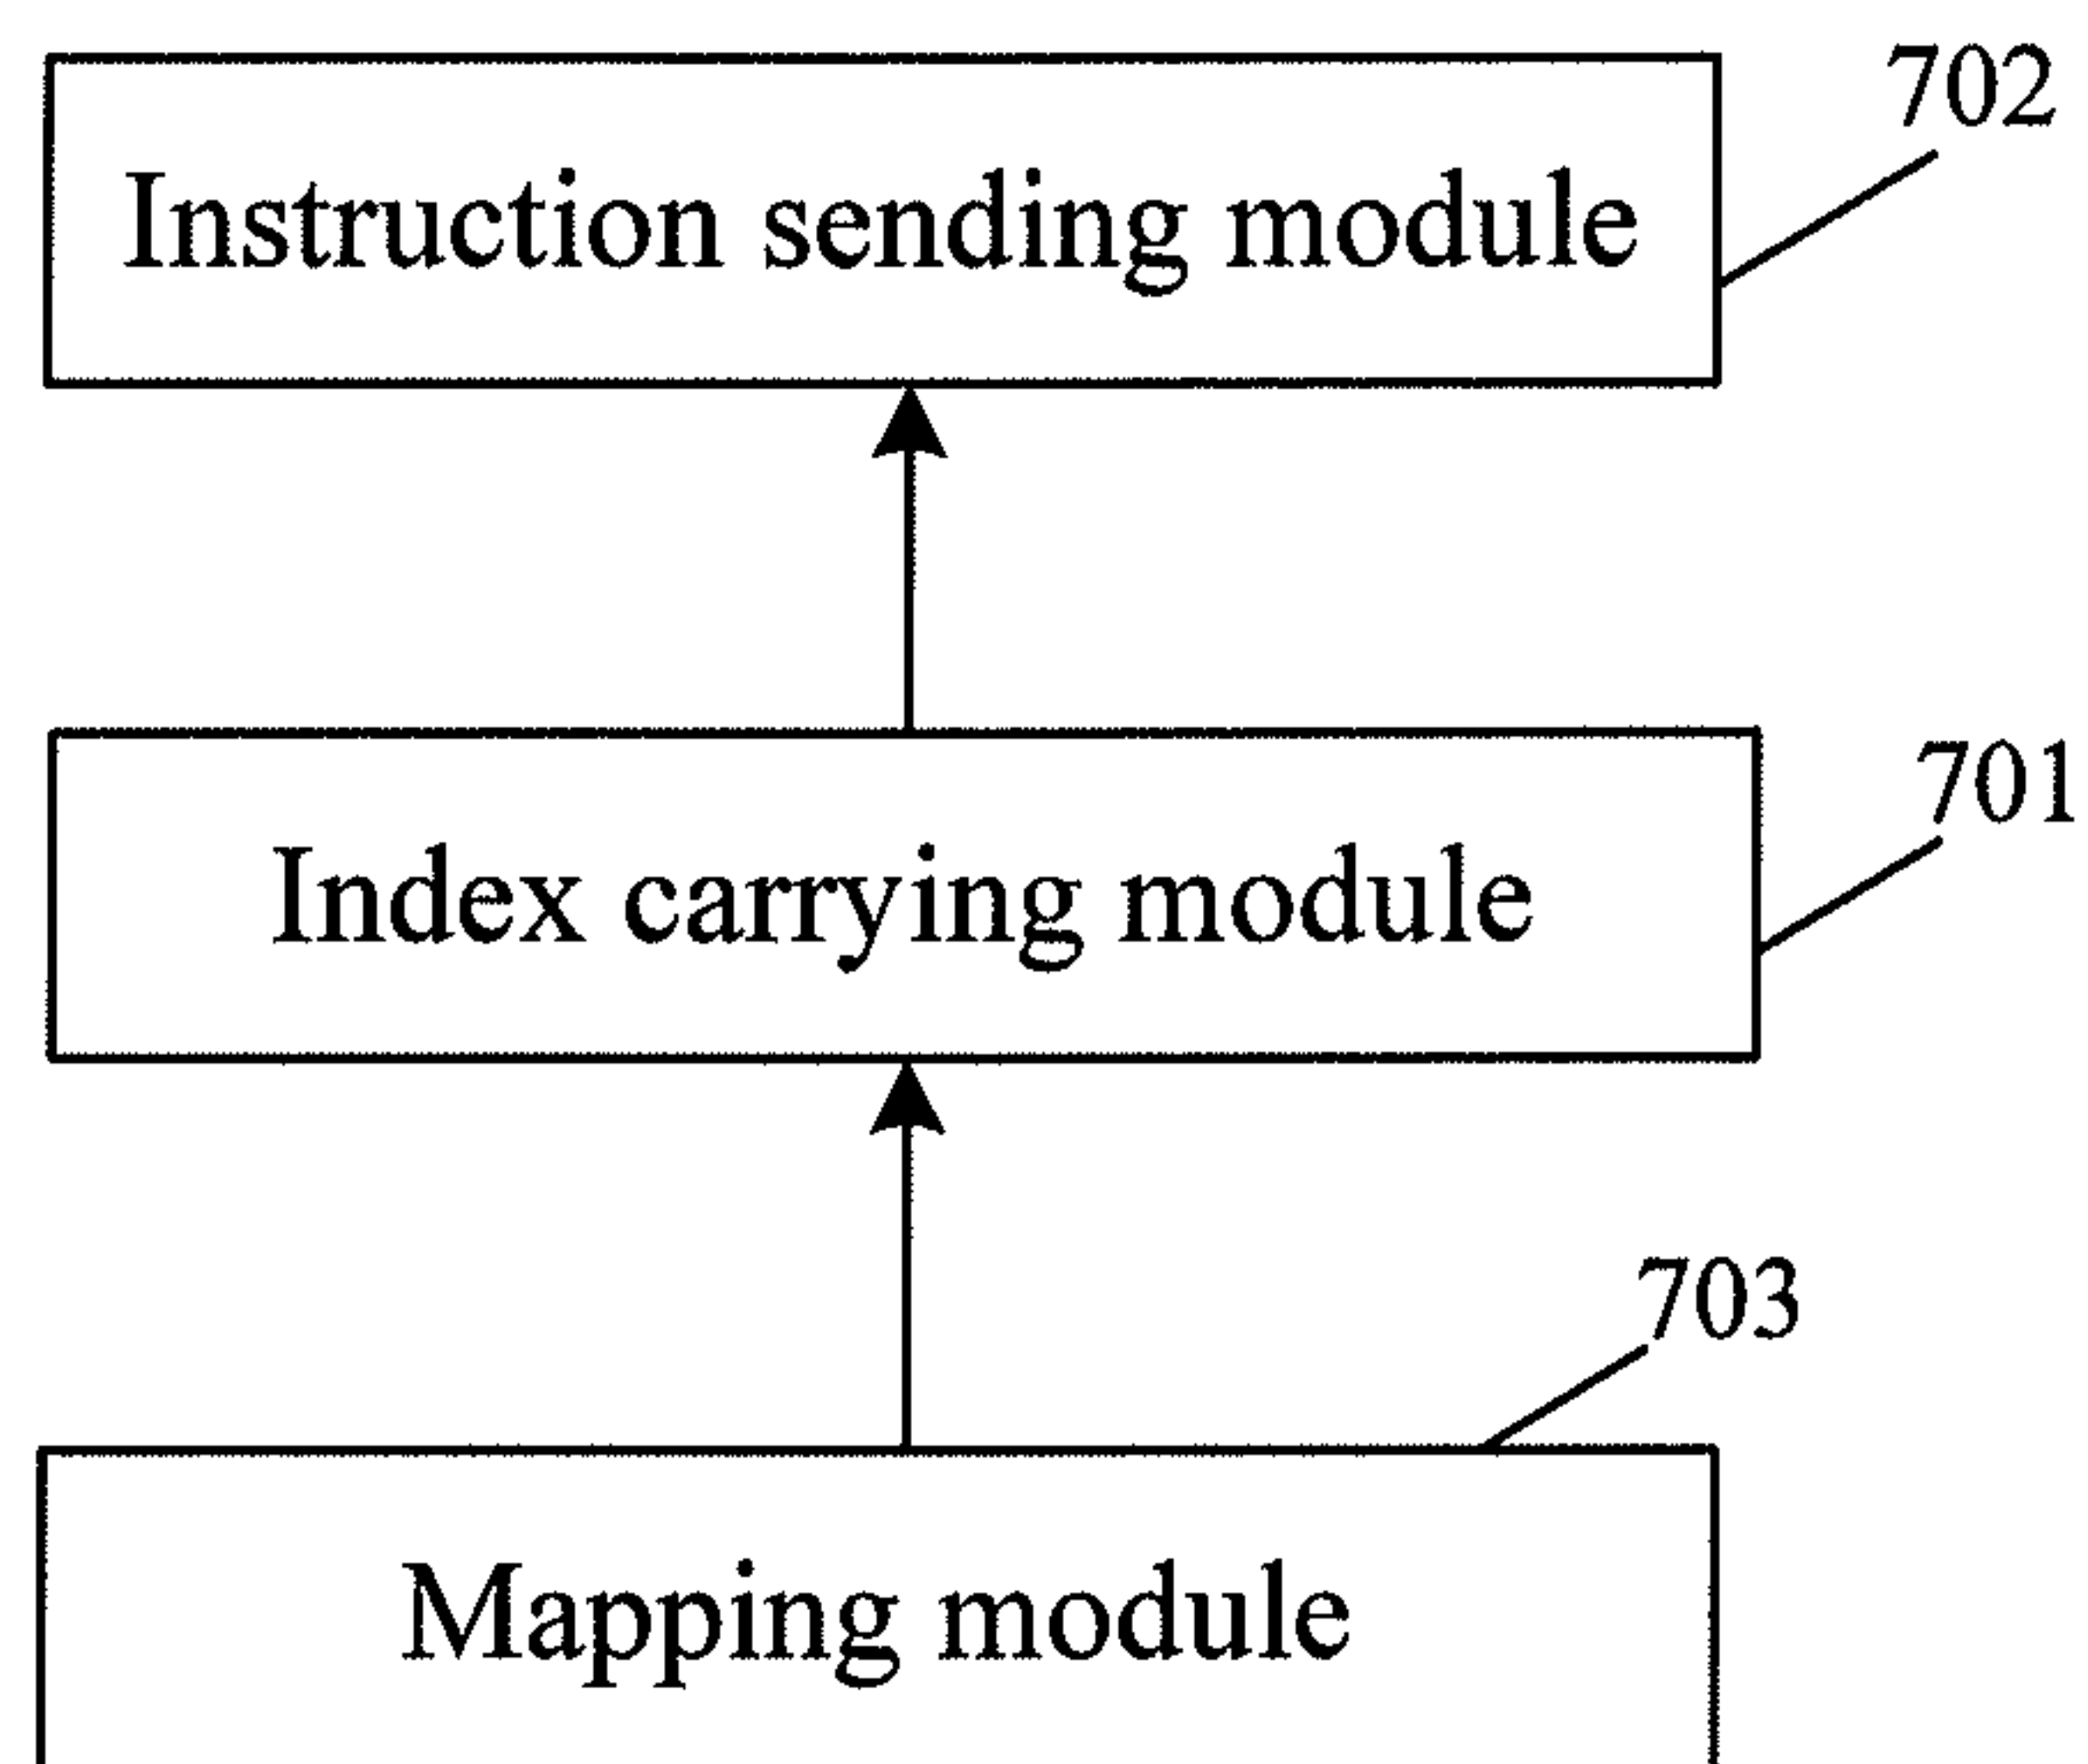 702
Instruction sending module
701
Index carrying module
703
Mapping module